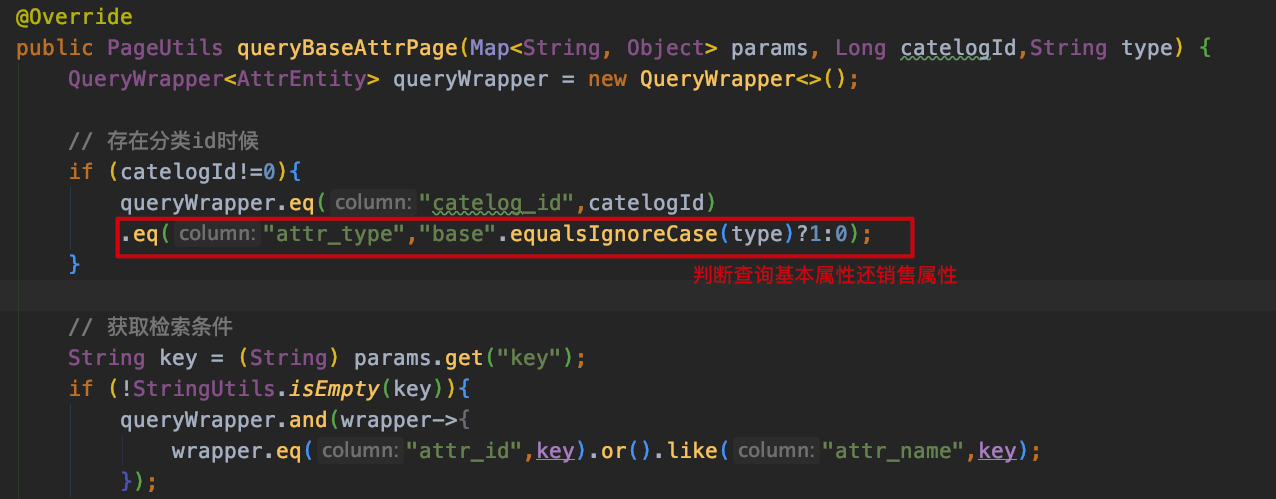 @Override
public PageUtils queryBaseAttrPage(Map<String, Object> params, Long catelogId,String type) {
QueryWrapper<AttrEntity> queryWrapper = new QueryWrapper<>();
// 存在分类id时候
if (catelogId!=0){
queryWrapper.eq( column: "catelog_id",catelogId)
.eq( column: "attr_type","base".equalsIgnoreCase(type)?1:0);
}
判断查询基本属性还销售属性
// 获取检索条件
String key = (String) params.get("key");
if (!StringUtils.isEmpty(key)){
queryWrapper.and(wrapper->{
wrapper.eq( column: "attr_id",key).or().like( column: "attr_name",key);
});